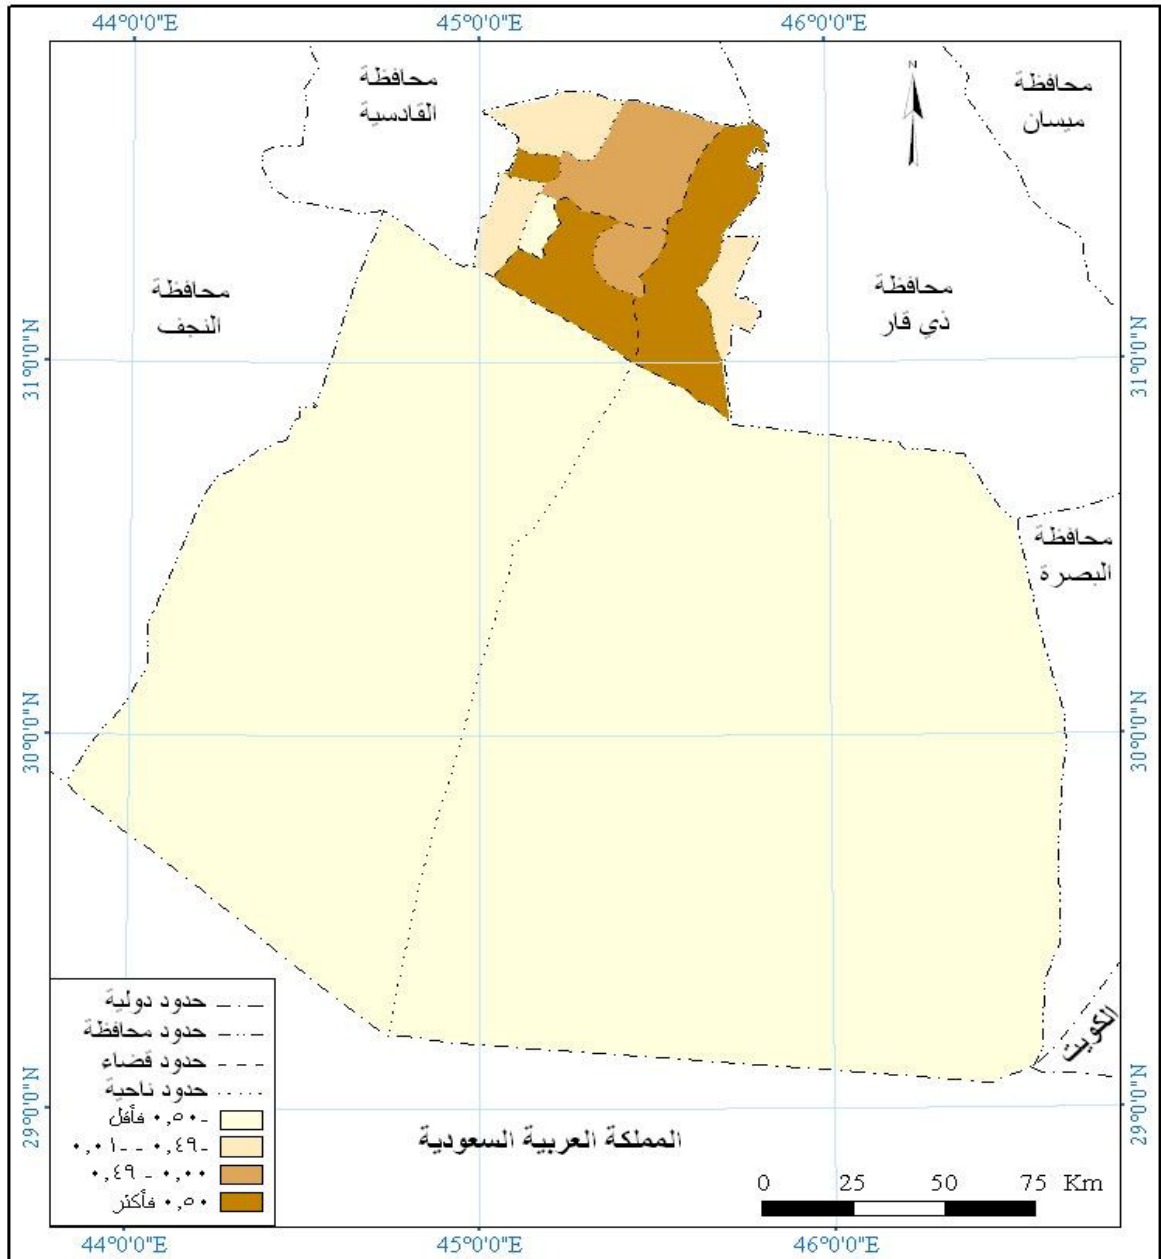 44°0'0"E 45°0'0"E 46°0'0"E
محافظة
القادسية
N
محافظة
ميسان
محافظة
النجف
محافظة
ذي قار
31°0'0"N
31°0'0"N
محافظة
البصرة
30°0'0"N
30°0'0"N
الكويت
حدود دولية
حدود محافظة
حدود قضاء
حدود ناحية
-٠,٥٠ فأقل
-٠,٤٩ - -٠,٠١
٠,٠٠ - ٠,٤٩
٠,٥٠ فأكثر
29°0'0"N
29°0'0"N
المملكة العربية السعودية
0 25 50 75 Km
44°0'0"E 45°0'0"E 46°0'0"E